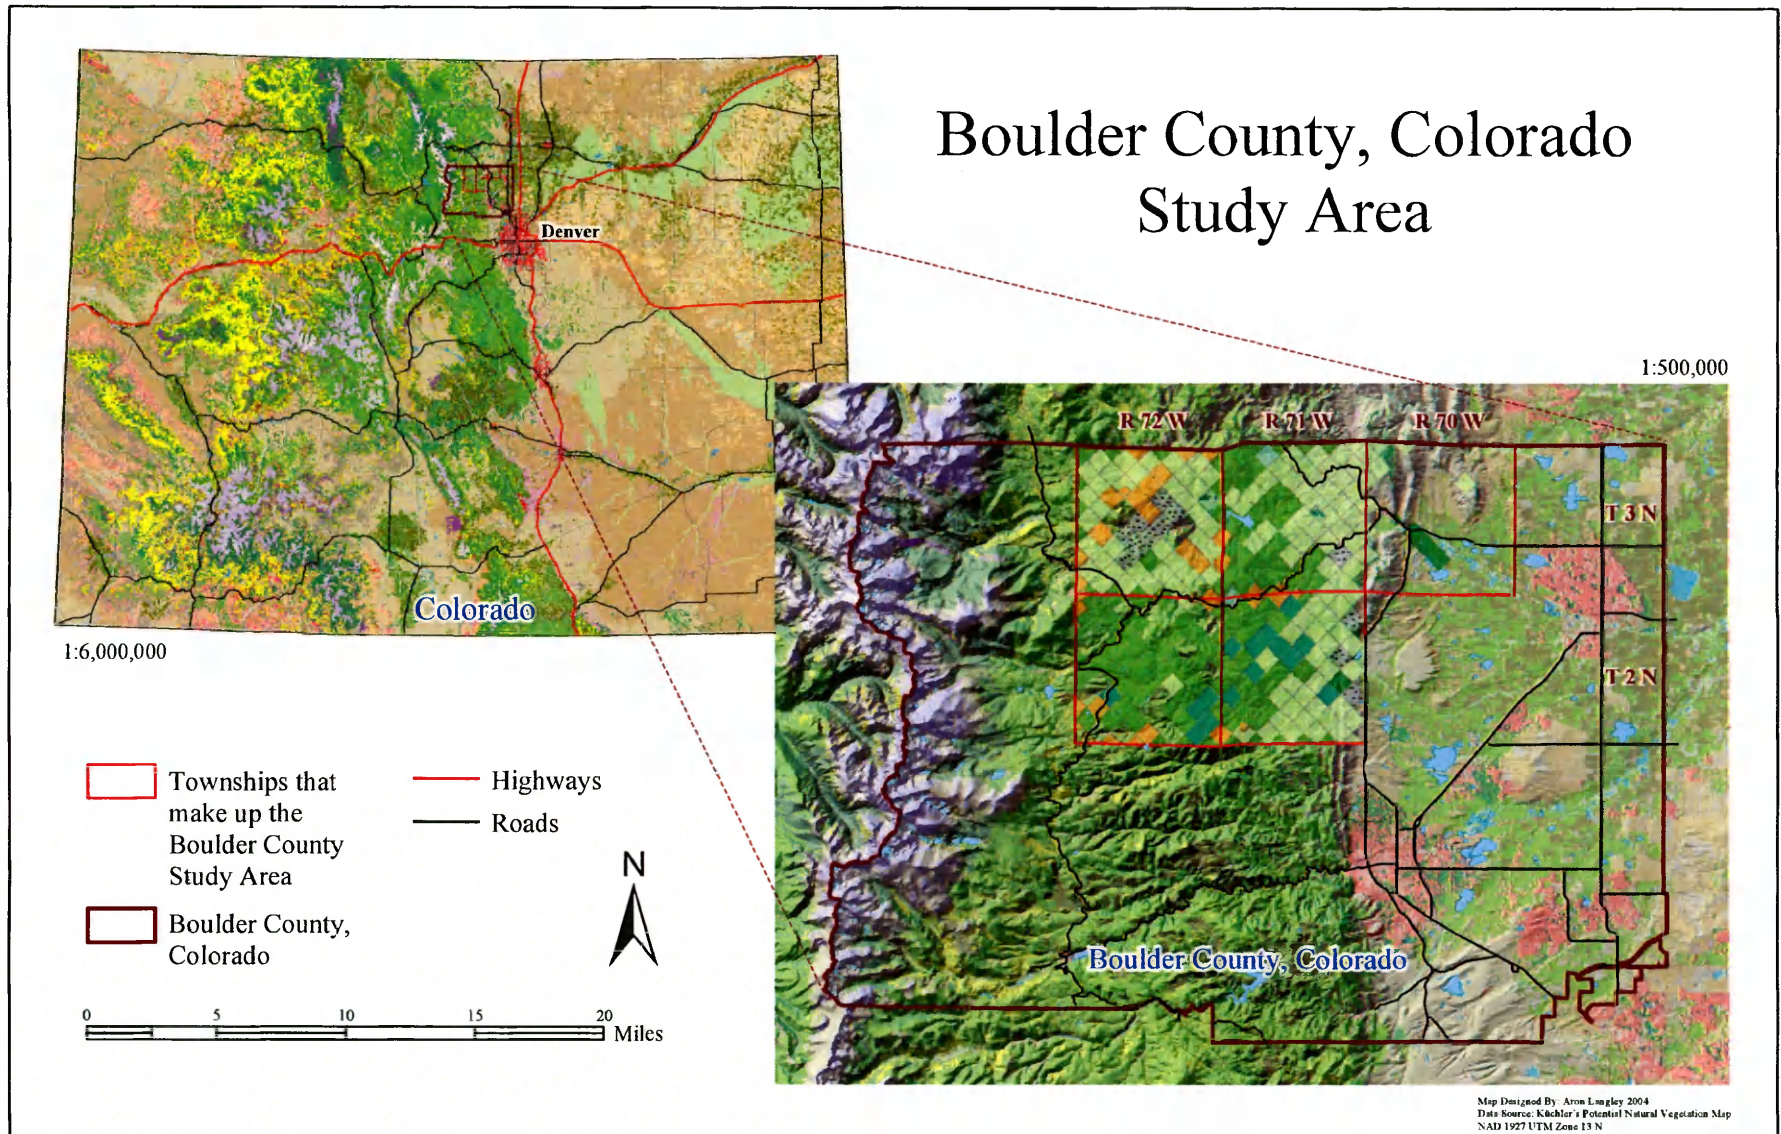 Boulder County, Colorado
Study Area
Denver
Colorado
1:6,000,000
1:500,000
R 72 W
R 71 W
R 70 W
T 3 N
T 2 N
Boulder County, Colorado
Townships that
make up the
Boulder County
Study Area
Boulder County,
Colorado
Highways
Roads
N
0 5 10 15 20
Miles
Map Designed By: Aron Langley 2004
Data Source: Küchler's Potential Natural Vegetation Map
NAD 1927 UTM Zone 13 N